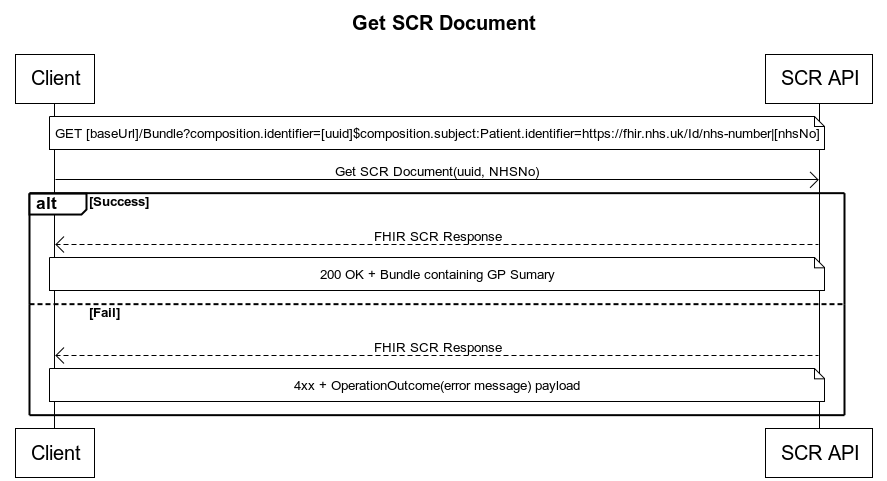 Get SCR Document
Client
SCR API
GET [baseUrl]/Bundle?composition.identifier=[uuid]$composition.subject:Patient.identifier=https://fhir.nhs.uk/Id/nhs-number|[nhsNo]
Get SCR Document(uuid, NHSNo)
alt [Success]
FHIR SCR Response
200 OK + Bundle containing GP Sumary
[Fail]
FHIR SCR Response
4xx + OperationOutcome(error message) payload
Client
SCR API